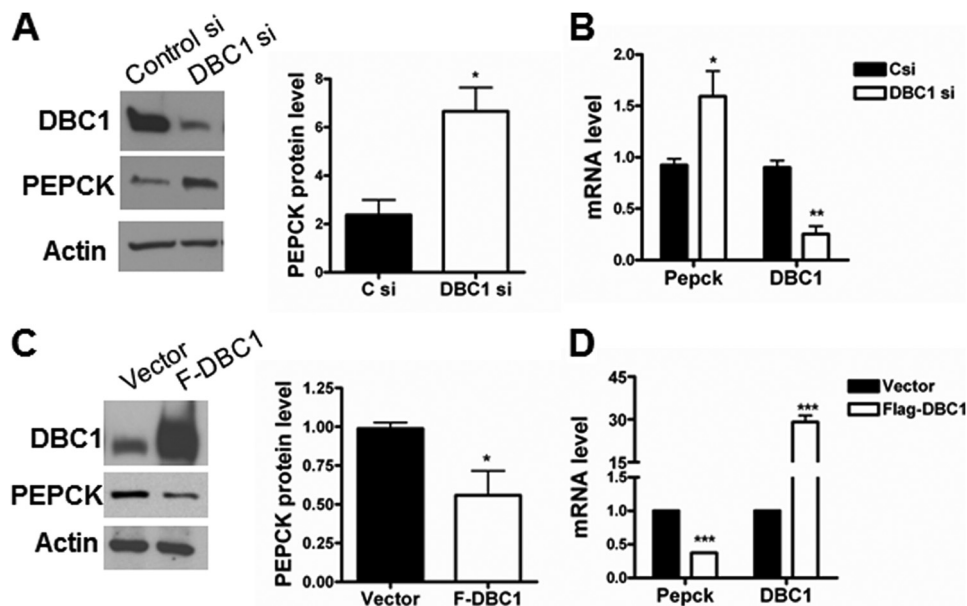 A
Control si
DBC1 si
DBC1
PEPCK
Actin
PEPCK protein level
8
6
4
2
0
*
C si
DBC1 si
B
mRNA level
2.0
1.5
1.0
0.5
0.0
*
**
Csi
DBC1 si
Pepck
DBC1
C
Vector
F-DBC1
DBC1
PEPCK
Actin
PEPCK protein level
1.25
1.00
0.75
0.50
0.25
0.00
*
Vector
F-DBC1
D
mRNA level
45
30
15
1.0
0.5
0.0
***
***
Vector
Flag-DBC1
Pepck
DBC1